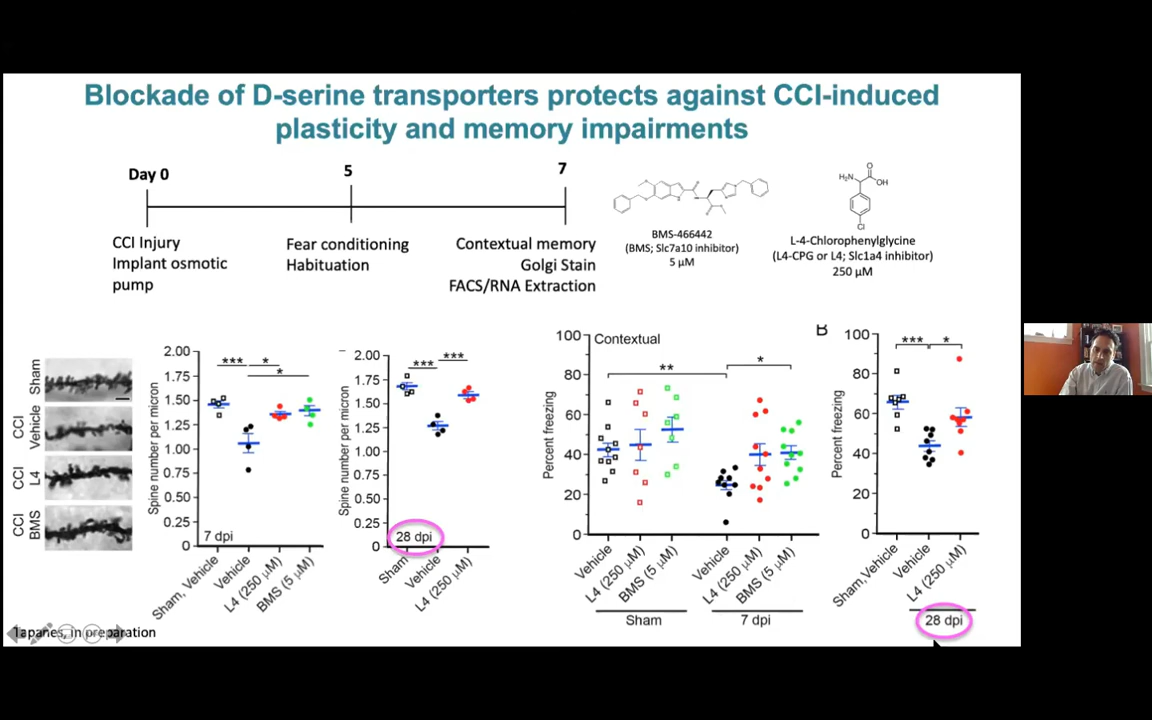 Blockade of D-serine transporters protects against CCI-induced
plasticity and memory impairments
Day 0
5
7
CCI Injury
Implant osmotic
pump
Fear conditioning
Habituation
Contextual memory
Golgi Stain
FACS/RNA Extraction
BMS-466442
(BMS; Slc7a10 inhibitor)
5 µM
H₂N
O
OH
Cl
L-4-Chlorophenylglycine
(L4-CPG or L4; Slc1a4 inhibitor)
250 µM
Sham
CCI
Vehicle
CCI
L4
CCI
BMS
Spine number per micron
2.00
1.75
1.50
1.25
1.00
0.75
0.50
0.25
0
*** *
*
7 dpi
Sham, Vehicle
Vehicle
L4 (250 µM)
BMS (5 µM)
Spine number per micron
2.00
1.75
1.50
1.25
1.00
0.75
0.50
0.25
0
*** ***
28 dpi
Sham
Vehicle
L4 (250 µM)
Percent freezing
100
80
60
40
20
0
Contextual
**
*
Vehicle
L4 (250 µM)
BMS (5 µM)
Vehicle
L4 (250 µM)
BMS (5 µM)
Sham
7 dpi
B
Percent freezing
100
80
60
40
20
0
*** *
Sham,Vehicle
Vehicle
L4 (250 µM)
28 dpi
Tapanes, in preparation